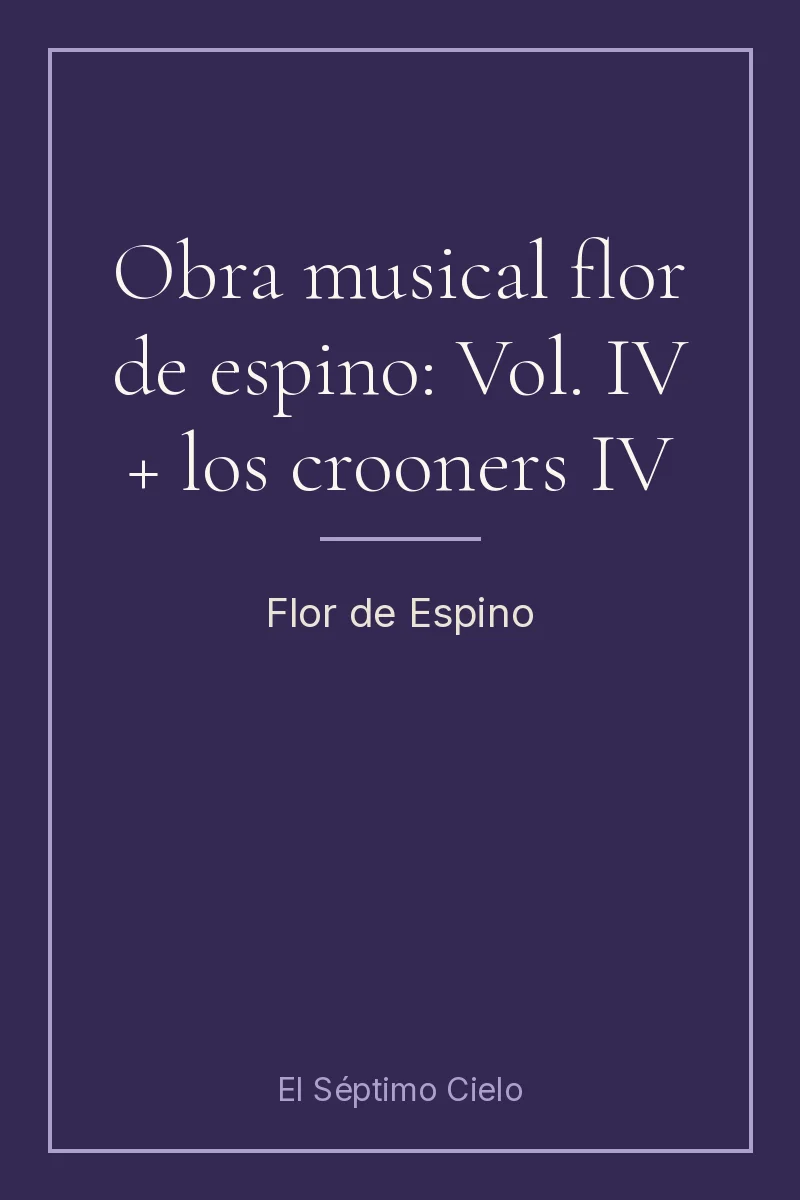 Obra musical flor
de espino: Vol. IV
+ los crooners IV
Flor de Espino
El Séptimo Cielo